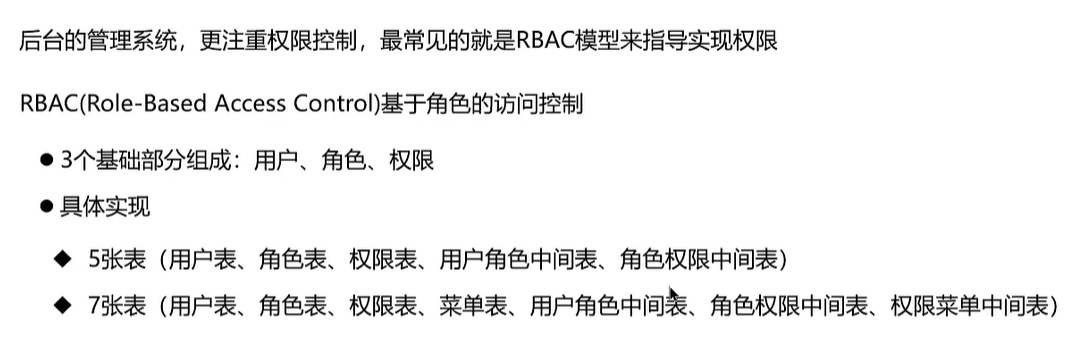 后台的管理系统，更注重权限控制，最常见的就是RBAC模型来指导实现权限
RBAC(Role-Based Access Control)基于角色的访问控制
● 3个基础部分组成：用户、角色、权限
● 具体实现
◆ 5张表（用户表、角色表、权限表、用户角色中间表、角色权限中间表）
◆ 7张表（用户表、角色表、权限表、菜单表、用户角色中间表、角色权限中间表、权限菜单中间表）